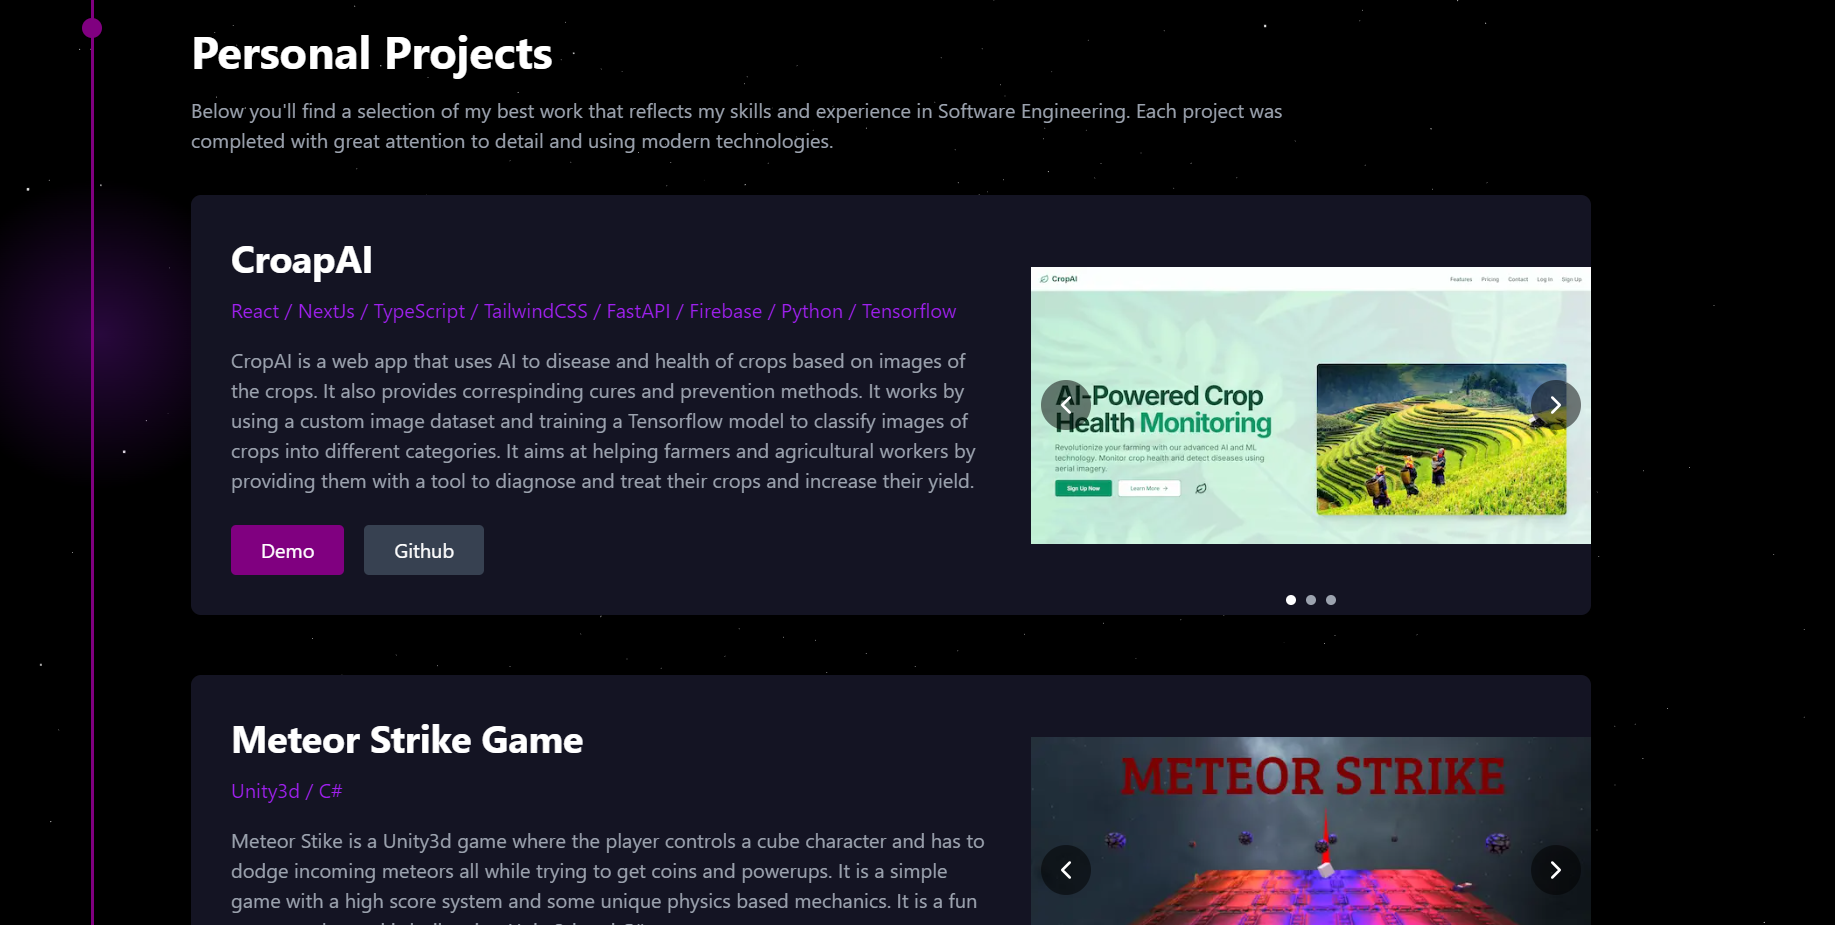 Personal Projects
Below you'll find a selection of my best work that reflects my skills and experience in Software Engineering. Each project was
completed with great attention to detail and using modern technologies.
CroapAI
React / NextJs / TypeScript / TailwindCSS / FastAPI / Firebase / Python / Tensorflow
CropAI is a web app that uses AI to disease and health of crops based on images of
the crops. It also provides correspinding cures and prevention methods. It works by
using a custom image dataset and training a Tensorflow model to classify images of
crops into different categories. It aims at helping farmers and agricultural workers by
providing them with a tool to diagnose and treat their crops and increase their yield.
Demo Github
CropAI Features Pricing Contact Log In Sign Up
AI-Powered Crop
Health Monitoring
Revolutionize your farming with our advanced AI and ML
technology. Monitor crop health and detect diseases using
aerial imagery.
Sign Up Now Learn More →
Meteor Strike Game
Unity3d / C#
Meteor Stike is a Unity3d game where the player controls a cube character and has to
dodge incoming meteors all while trying to get coins and powerups. It is a simple
game with a high score system and some unique physics based mechanics. It is a fun
METEOR STRIKE